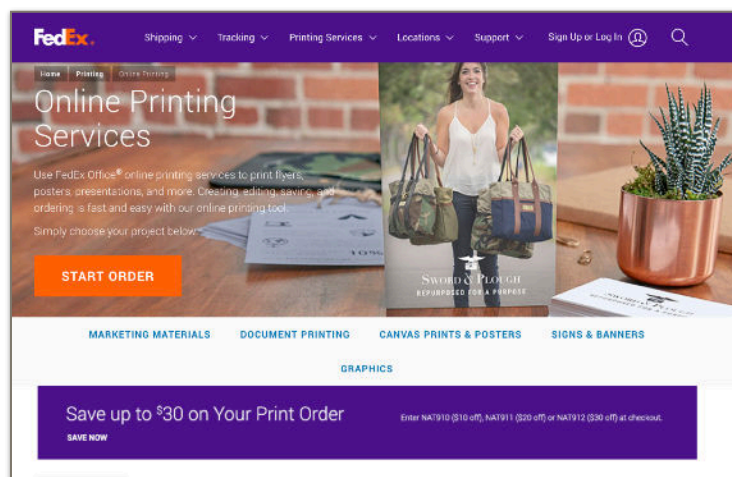 FedEx.
Shipping Tracking Printing Services Locations Support Sign Up or Log In
Home Printing Online Printing
Online Printing
Services
Use FedEx Office® online printing services to print flyers,
posters, presentations, and more. Creating, editing, saving, and
ordering is fast and easy with our online printing tool.
Simply choose your project below.
10%
START ORDER
SWORD & PLOUGH
REPURPOSED FOR A PURPOSE
MARKETING MATERIALS DOCUMENT PRINTING CANVAS PRINTS & POSTERS SIGNS & BANNERS
GRAPHICS
Save up to $30 on Your Print Order
Enter NAT910 ($10 off), NAT911 ($20 off) or NAT912 ($30 off) at checkout.
SAVE NOW